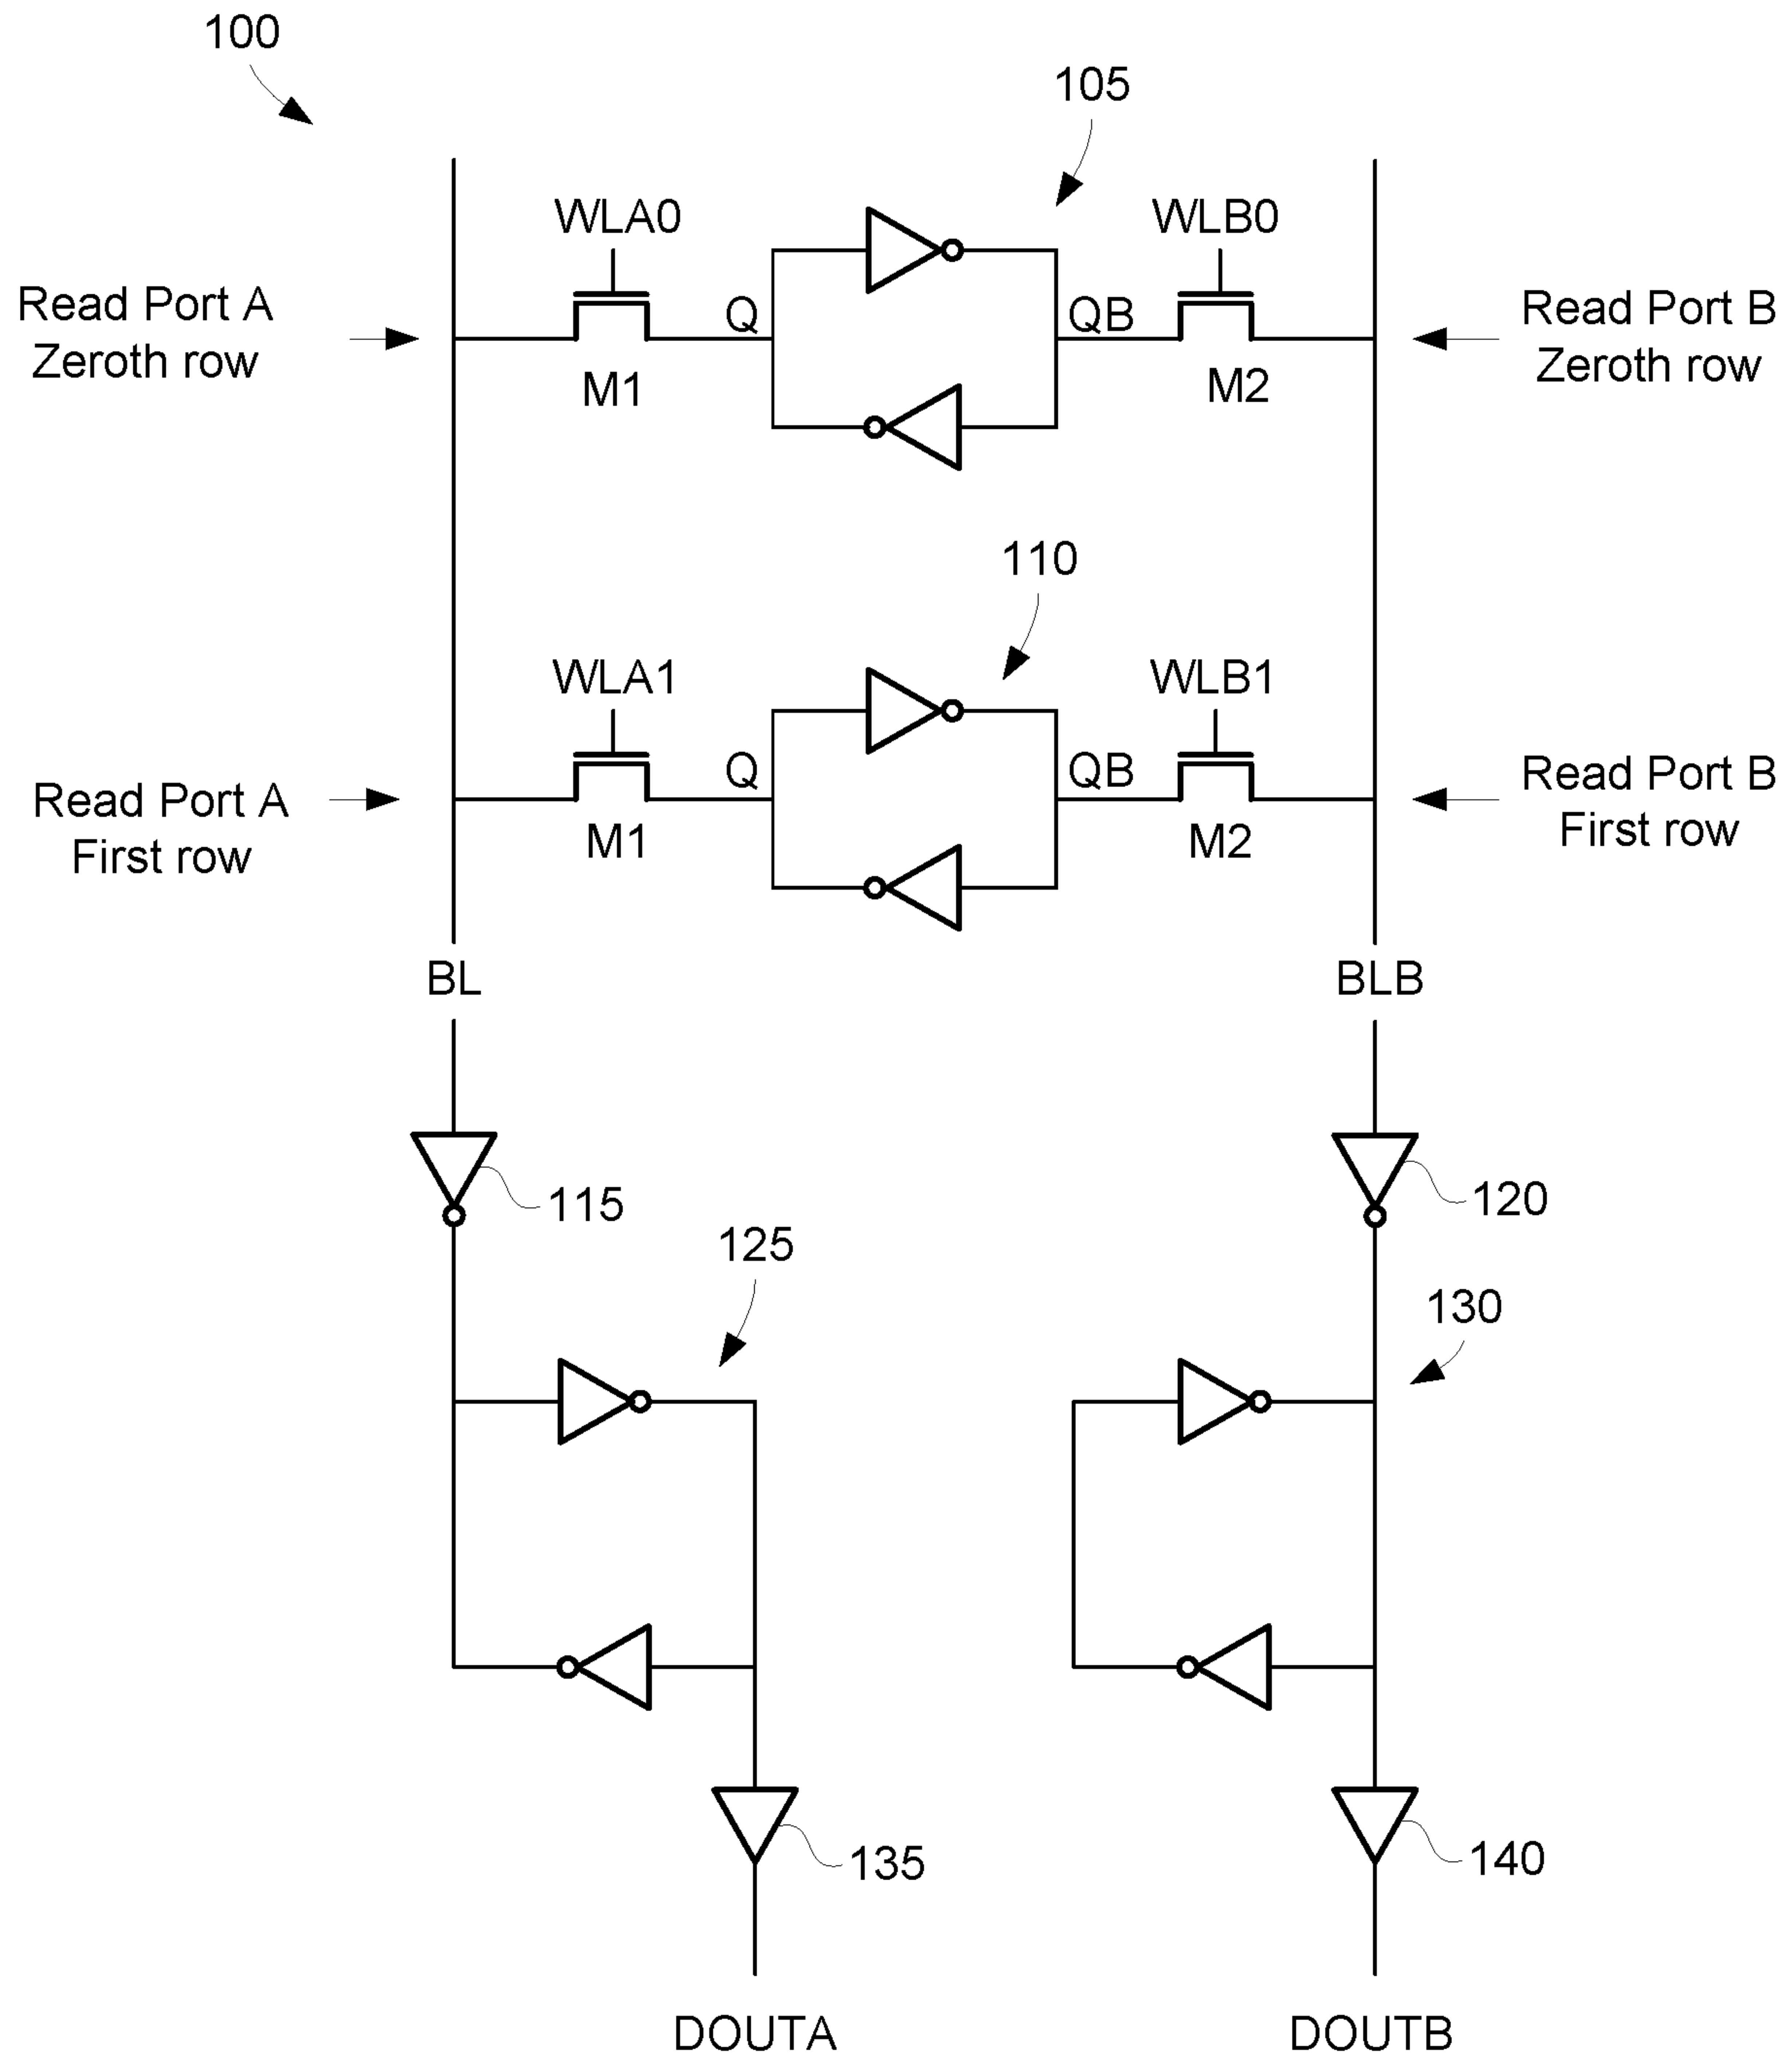 100
105
WLA0
WLB0
Read Port A
Zeroth row
Q
QB
Read Port B
Zeroth row
M1
M2
110
WLA1
WLB1
Read Port A
First row
Q
QB
Read Port B
First row
M1
M2
BL
BLB
115
120
125
130
135
140
DOUTA
DOUTB